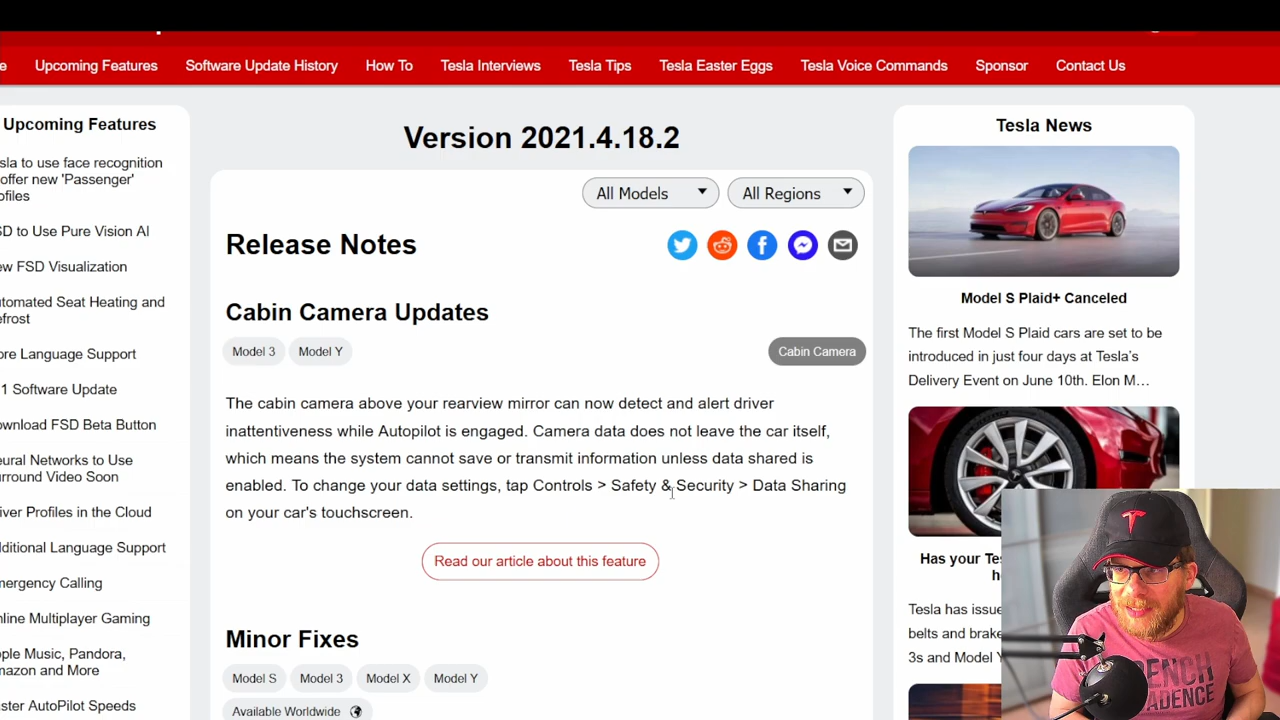 Upcoming Features
Software Update History
How To
Tesla Interviews
Tesla Tips
Tesla Easter Eggs
Tesla Voice Commands
Sponsor
Contact Us
Upcoming Features
sla to use face recognition
offer new 'Passenger'
ofiles
SD to Use Pure Vision AI
ew FSD Visualization
utomated Seat Heating and
efrost
ore Language Support
1 Software Update
ownload FSD Beta Button
eural Networks to Use
urround Video Soon
iver Profiles in the Cloud
dditional Language Support
mergency Calling
nline Multiplayer Gaming
pple Music, Pandora,
mazon and More
ster AutoPilot Speeds
Version 2021.4.18.2
All Models
All Regions
Release Notes
Cabin Camera Updates
Model 3
Model Y
Cabin Camera
The cabin camera above your rearview mirror can now detect and alert driver
inattentiveness while Autopilot is engaged. Camera data does not leave the car itself,
which means the system cannot save or transmit information unless data shared is
enabled. To change your data settings, tap Controls > Safety & Security > Data Sharing
on your car's touchscreen.
Read our article about this feature
Minor Fixes
Model S
Model 3
Model X
Model Y
Available Worldwide
Tesla News
Model S Plaid+ Canceled
The first Model S Plaid cars are set to be
introduced in just four days at Tesla's
Delivery Event on June 10th. Elon M…
Has your Tes
Tesla has issue
belts and brake
3s and Model Y